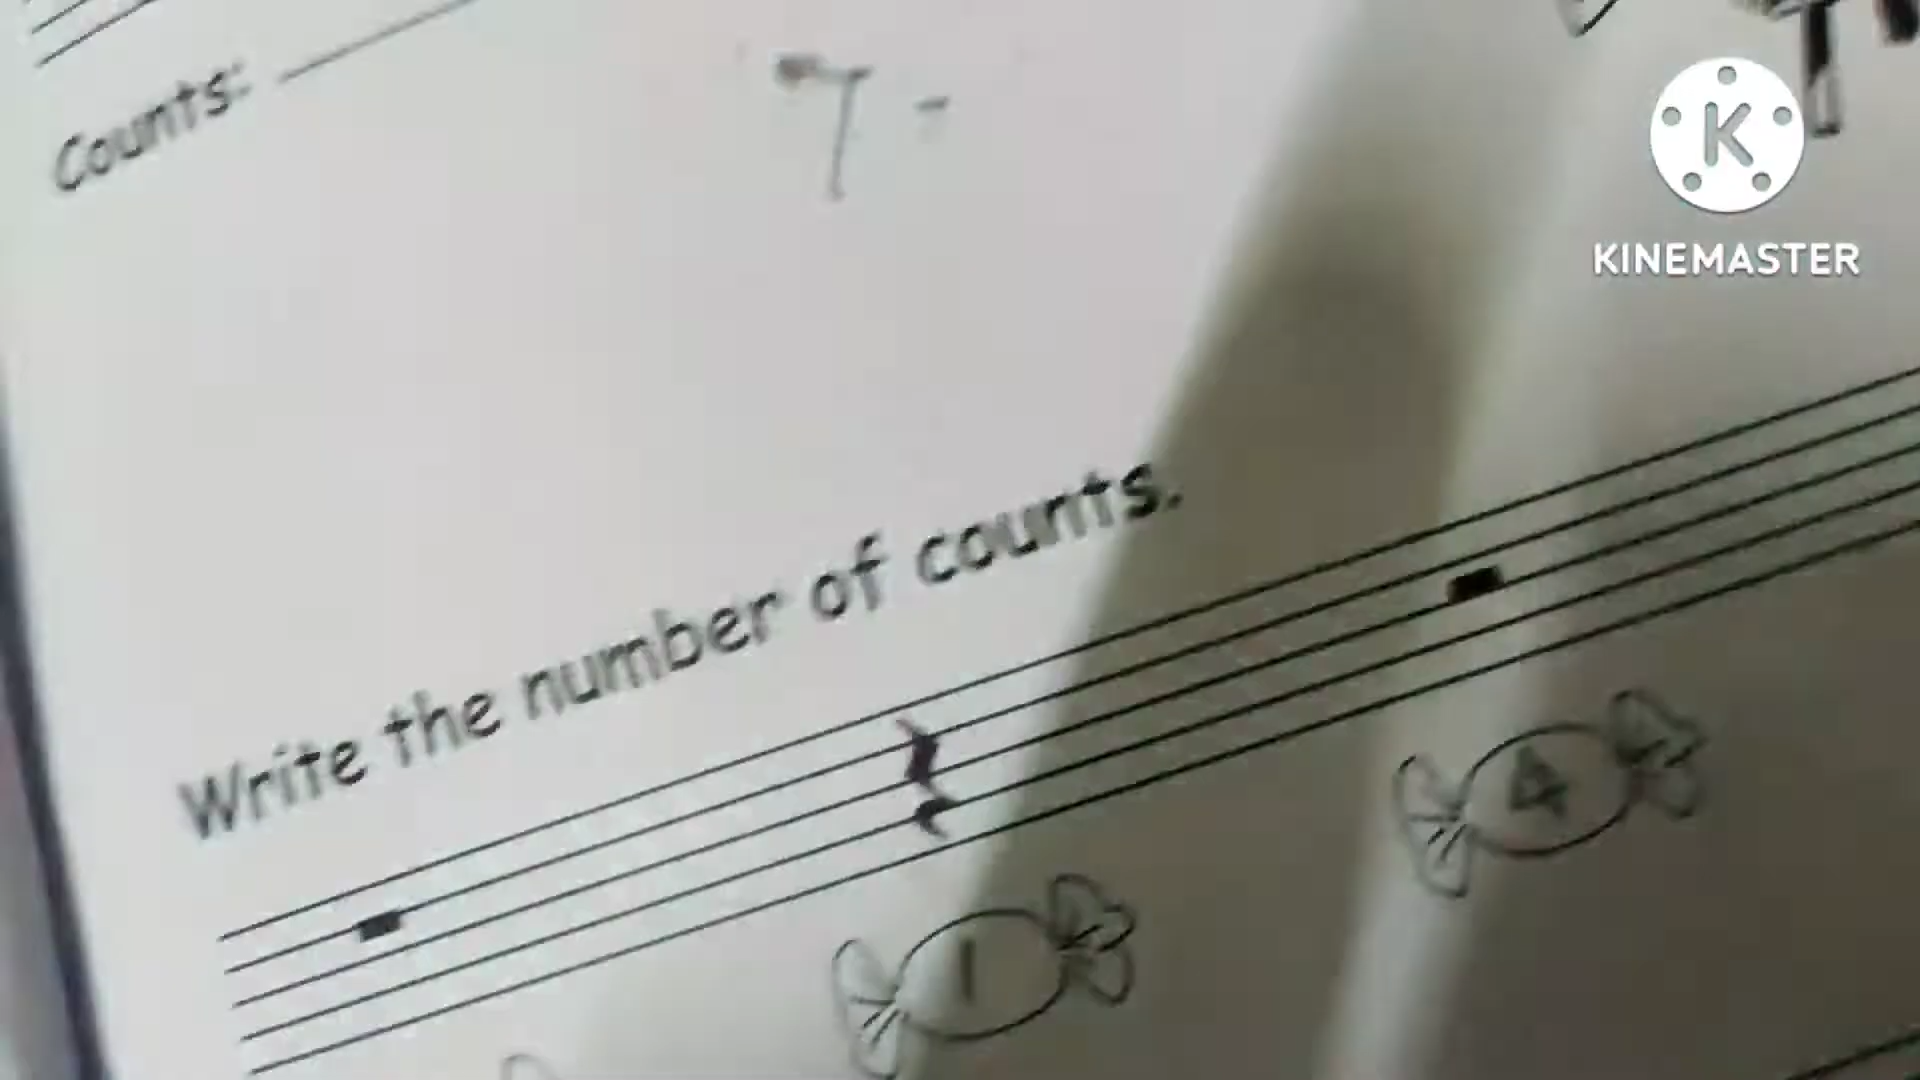 Counts:
7-
K
KINEMASTER
Write the number of counts.
4
1